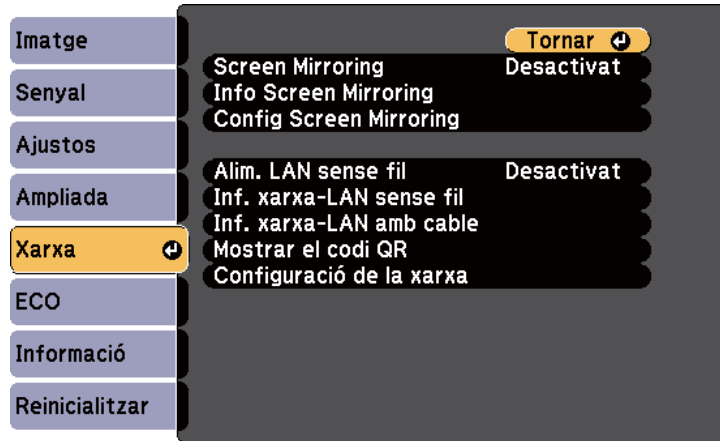 Imatge
Senyal
Ajustos
Ampliada
Xarxa
ECO
Informació
Reinicialitzar
Tornar
Screen Mirroring Desactivat
Info Screen Mirroring
Config Screen Mirroring
Alim. LAN sense fil Desactivat
Inf. xarxa-LAN sense fil
Inf. xarxa-LAN amb cable
Mostrar el codi QR
Configuració de la xarxa